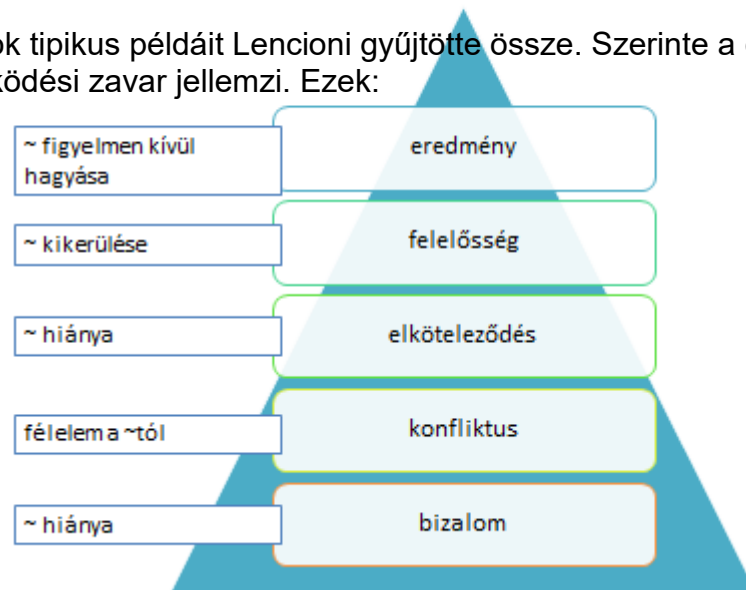 ok tipikus példáit Lencioni gyűjtötte össze. Szerinte a
ködési zavar jellemzi. Ezek:
~ figyelmen kívül
hagyása
eredmény
~ kikerülése
felelősség
~ hiánya
elköteleződés
félelem a ~tól
konfliktus
~ hiánya
bizalom